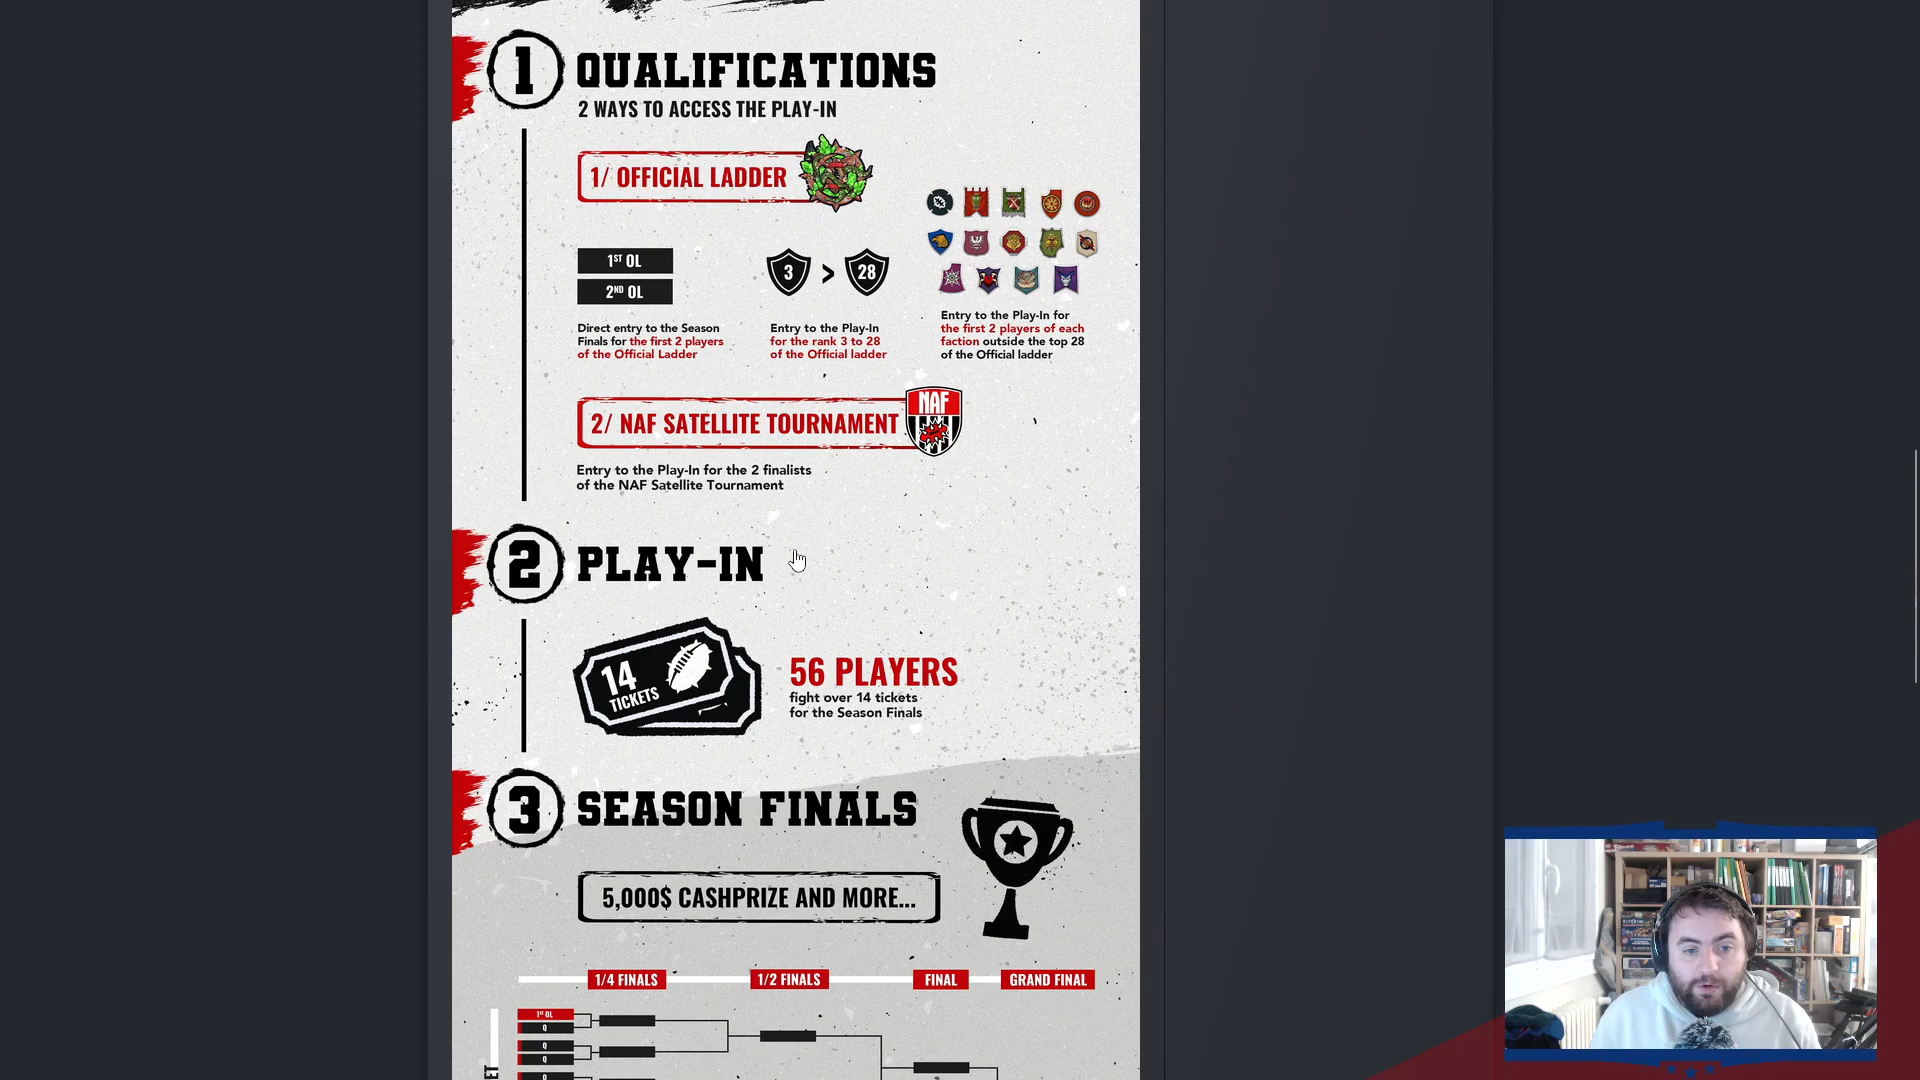 1 QUALIFICATIONS
2 WAYS TO ACCESS THE PLAY-IN
1/ OFFICIAL LADDER
1ST OL
2ND OL
3 > 28
Direct entry to the Season
Finals for the first 2 players
of the Official Ladder
Entry to the Play-In
for the rank 3 to 28
of the Official ladder
Entry to the Play-In for
the first 2 players of each
faction outside the top 28
of the Official ladder
2/ NAF SATELLITE TOURNAMENT
NAF
Entry to the Play-In for the 2 finalists
of the NAF Satellite Tournament
2 PLAY-IN
14
TICKETS
56 PLAYERS
fight over 14 tickets
for the Season Finals
3 SEASON FINALS
5,000$ CASHPRIZE AND MORE...
1/4 FINALS
1/2 FINALS
FINAL
GRAND FINAL
1ST OL
Q
Q
Q
Q